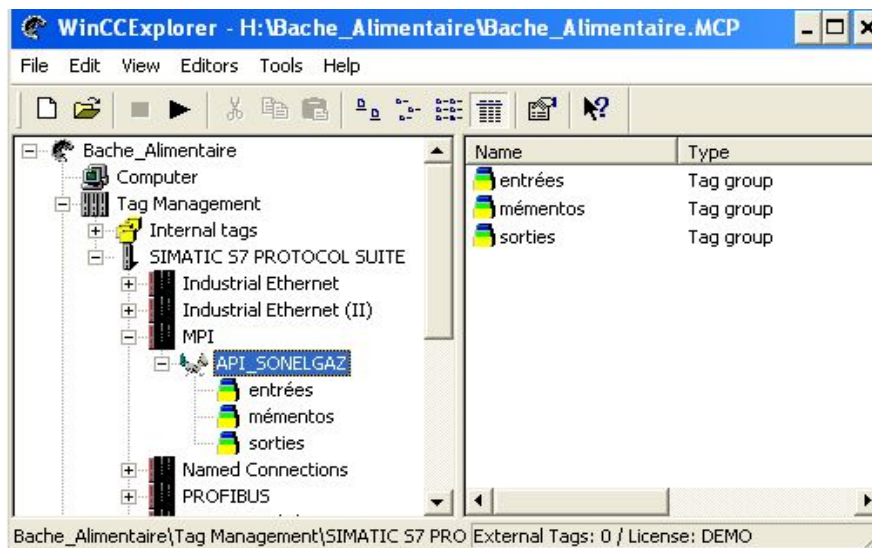 WinCCExplorer - H:\Bache_Alimentaire\Bache_Alimentaire.MCP
File Edit View Editors Tools Help
Bache_Alimentaire
Computer
Tag Management
Internal tags
SIMATIC S7 PROTOCOL SUITE
Industrial Ethernet
Industrial Ethernet (II)
MPI
API_SONELGAZ
entrées
mémentos
sorties
Named Connections
PROFIBUS
Name Type
entrées Tag group
mémentos Tag group
sorties Tag group
Bache_Alimentaire\Tag Management\SIMATIC S7 PRO External Tags: 0 / License: DEMO